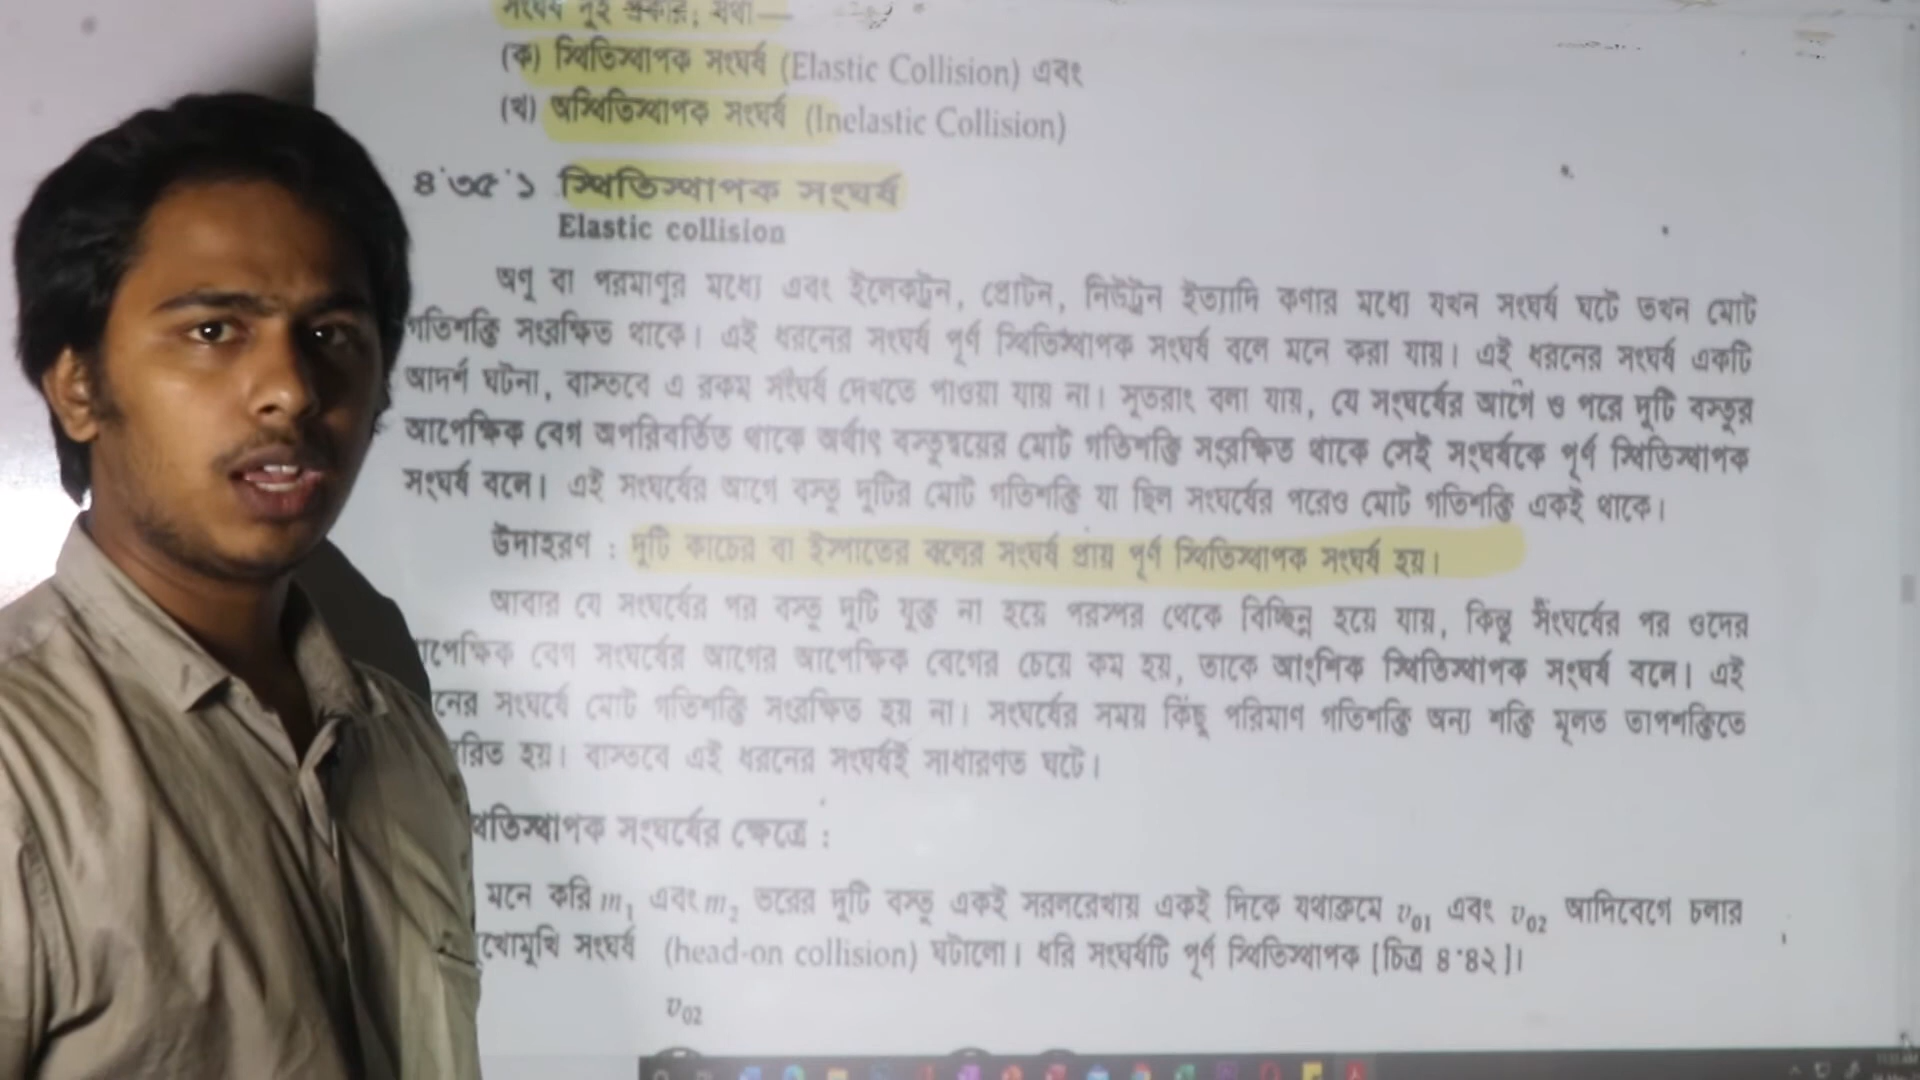 সংঘর্ষ দুই প্রকার; যথা—
(ক) স্থিতিস্থাপক সংঘর্ষ (Elastic Collision) এবং
(খ) অস্থিতিস্থাপক সংঘর্ষ (Inelastic Collision)
৪˙৩৫˙১ স্থিতিস্থাপক সংঘর্ষ
Elastic collision
অণু বা পরমাণুর মধ্যে এবং ইলেকট্রন, প্রোটন, নিউট্রন ইত্যাদি কণার মধ্যে যখন সংঘর্ষ ঘটে তখন মোট
গতিশক্তি সংরক্ষিত থাকে। এই ধরনের সংঘর্ষ পূর্ণ স্থিতিস্থাপক সংঘর্ষ বলে মনে করা যায়। এই ধরনের সংঘর্ষ একটি
আদর্শ ঘটনা, বাস্তবে এ রকম সংঘর্ষ দেখতে পাওয়া যায় না। সুতরাং বলা যায়, যে সংঘর্ষের আগে ও পরে দুটি বস্তুর
আপেক্ষিক বেগ অপরিবর্তিত থাকে অর্থাৎ বস্তুদ্বয়ের মোট গতিশক্তি সংরক্ষিত থাকে সেই সংঘর্ষকে পূর্ণ স্থিতিস্থাপক
সংঘর্ষ বলে। এই সংঘর্ষের আগে বস্তু দুটির মোট গতিশক্তি যা ছিল সংঘর্ষের পরেও মোট গতিশক্তি একই থাকে।
উদাহরণ : দুটি কাচের বা ইস্পাতের বলের সংঘর্ষ প্রায় পূর্ণ স্থিতিস্থাপক সংঘর্ষ হয়।
আবার যে সংঘর্ষের পর বস্তু দুটি যুক্ত না হয়ে পরস্পর থেকে বিচ্ছিন্ন হয়ে যায়, কিন্তু সংঘর্ষের পর ওদের
পেক্ষিক বেগ সংঘর্ষের আগের আপেক্ষিক বেগের চেয়ে কম হয়, তাকে আংশিক স্থিতিস্থাপক সংঘর্ষ বলে। এই
নের সংঘর্ষে মোট গতিশক্তি সংরক্ষিত হয় না। সংঘর্ষের সময় কিছু পরিমাণ গতিশক্তি অন্য শক্তি মূলত তাপশক্তিতে
রিত হয়। বাস্তবে এই ধরনের সংঘর্ষই সাধারণত ঘটে।
থিতিস্থাপক সংঘর্ষের ক্ষেত্রে :
মনে করি m₁ এবং m₂ ভরের দুটি বস্তু একই সরলরেখায় একই দিকে যথাক্রমে v₀₁ এবং v₀₂ আদিবেগে চলার
খোমুখি সংঘর্ষ (head-on collision) ঘটালো। ধরি সংঘর্ষটি পূর্ণ স্থিতিস্থাপক [চিত্র ৪˙৪২]।
v₀₂